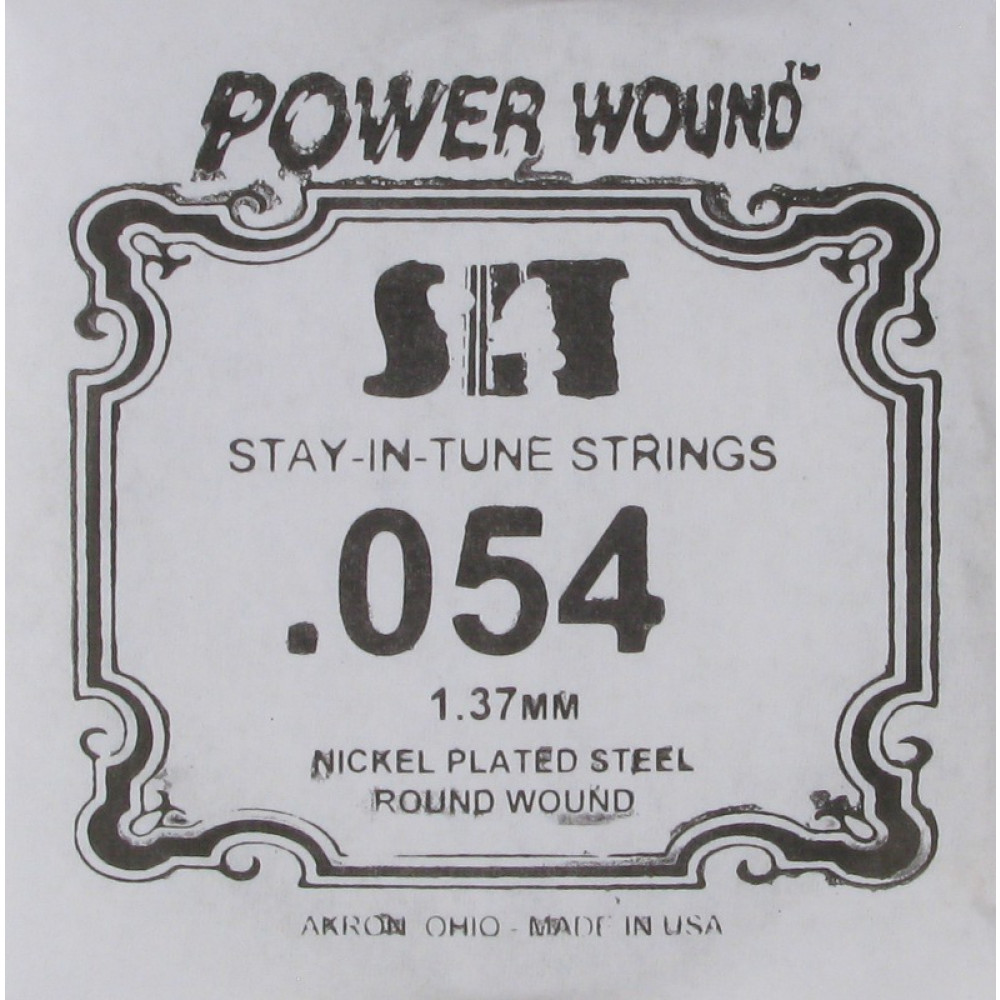 POWER WOUND™
SIT
STAY-IN-TUNE STRINGS
.054
1.37MM
NICKEL PLATED STEEL
ROUND WOUND
AKRON OHIO - MADE IN USA